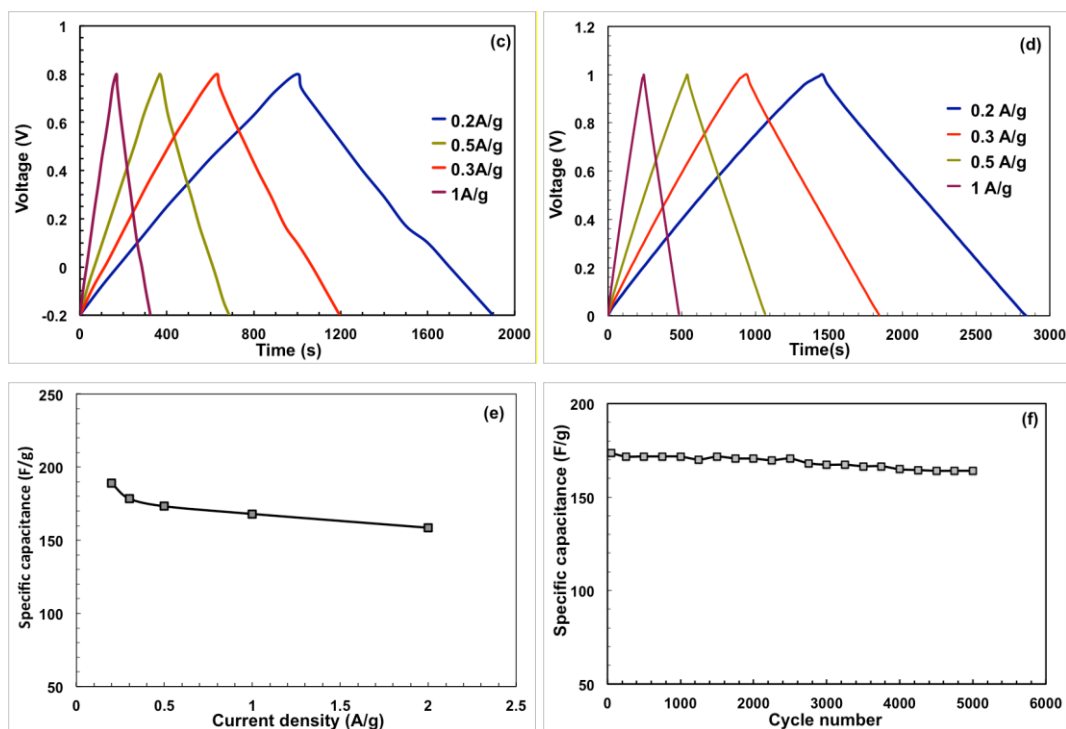 (c)
1
0.8
0.6
0.4
0.2
0
-0.2
Voltage (V)
0.2A/g
0.5A/g
0.3A/g
1A/g
0 400 800 1200 1600 2000
Time (s)
(d)
1.2
1
0.8
0.6
0.4
0.2
0
Voltage (V)
0.2 A/g
0.3 A/g
0.5 A/g
1 A/g
0 500 1000 1500 2000 2500 3000
Time(s)
(e)
250
200
150
100
50
Specific capacitance (F/g)
0 0.5 1 1.5 2 2.5
Current density (A/g)
(f)
200
150
100
50
Specific capacitance (F/g)
0 1000 2000 3000 4000 5000 6000
Cycle number